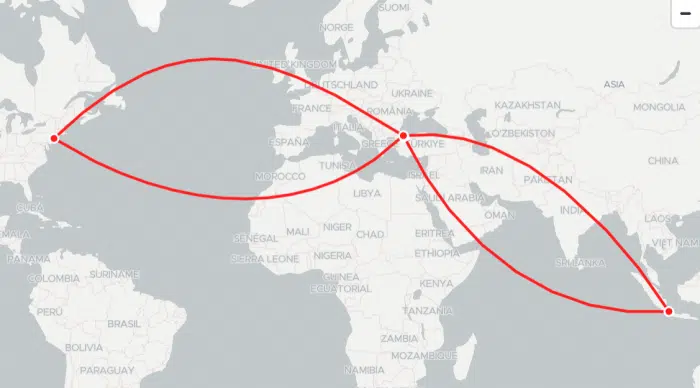 SUOMI
NORGE
UNITED KINGDOM
DEUTSCHLAND
ASIA
UKRAINE
KAZAKHSTAN
MONGOLIA
FRANCE
ROMÂNIA
ITALIA
O'ZBEKISTON
ESPAÑA
GREECE
TÜRKIYE
CHINA
TUNISIA
IRAN
MOROCCO
ISRAEL
PAKISTAN
LIBYA
SAUDI ARABIA
CUBA
OMAN
INDIA
LAOS
MALI
NIGER
CHAD
ERITREA
VIET NAM
SÉNÉGAL
PANAMA
SIERRA LEONE
NIGERIA
ETHIOPIA
SRI LANKA
COLOMBIA
SURINAME
GUINEA
ECUATORIAL
KENYA
PERÚ
TANZANIA
BRASIL
ZAMBIA
BOLIVIA
MOZAMBIQUE
PARAGUAY
NAMIBIA